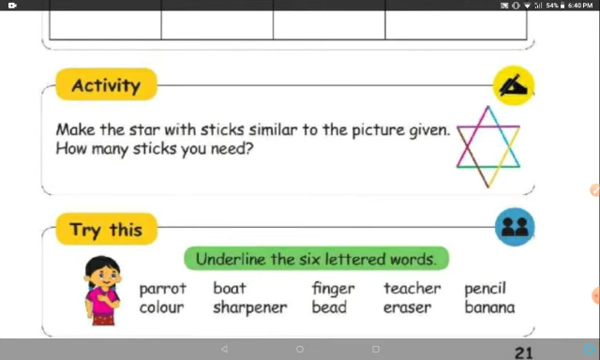 54% 6:40 PM
Activity
Make the star with sticks similar to the picture given.
How many sticks you need?
Try this
Underline the six lettered words.
parrot boat finger teacher pencil
colour sharpener bead eraser banana
21